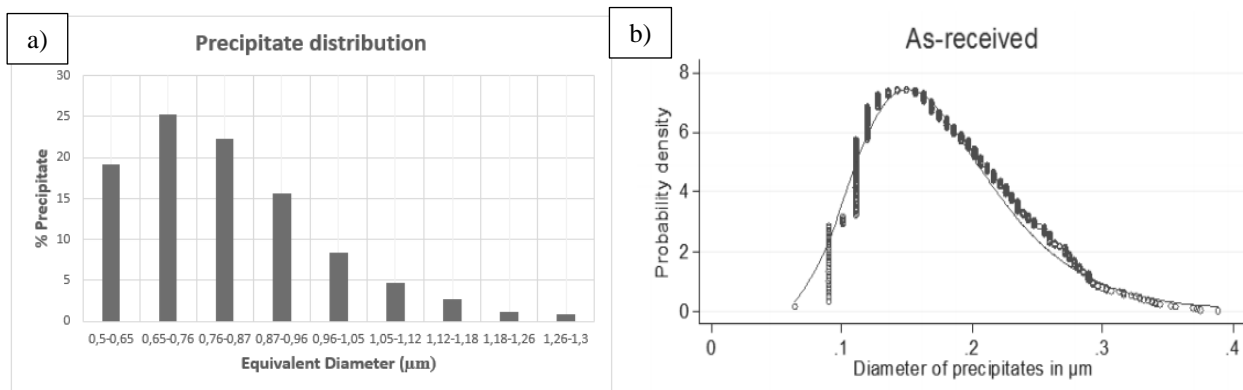 a)
Precipitate distribution
% Precipitate
30
25
20
15
10
5
0
0,5-0,65 0,65-0,76 0,76-0,87 0,87-0,96 0,96-1,05 1,05-1,12 1,12-1,18 1,18-1,26 1,26-1,3
Equivalent Diameter (µm)
b)
As-received
Probability density
8
6
4
2
0
0 .1 .2 .3 .4
Diameter of precipitates in µm